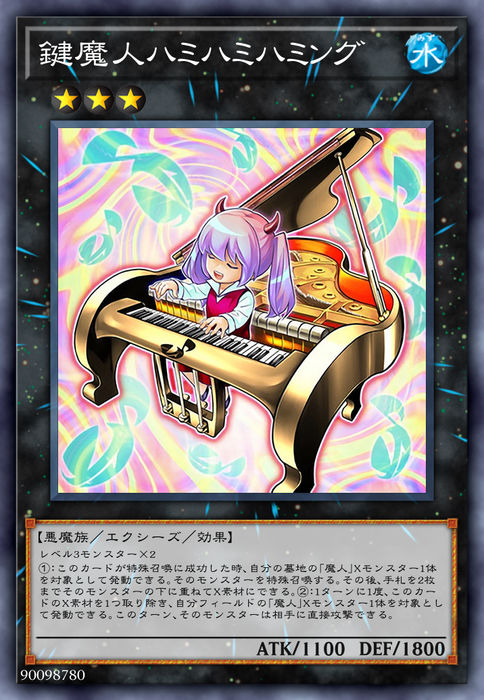 鍵魔人ハミハミハミング
みず
水
【悪魔族／エクシーズ／効果】
レベル3モンスター×2
①:このカードが特殊召喚に成功した時、自分の墓地の「魔人」Xモンスター1体
を対象として発動できる。そのモンスターを特殊召喚する。その後、手札を2枚
までそのモンスターの下に重ねてX素材にできる。②:1ターンに1度、このカー
ドのX素材を1つ取り除き、自分フィールドの「魔人」Xモンスター1体を対象とし
て発動できる。このターン、そのモンスターは相手に直接攻撃できる。
ATK/1100 DEF/1800
90098780